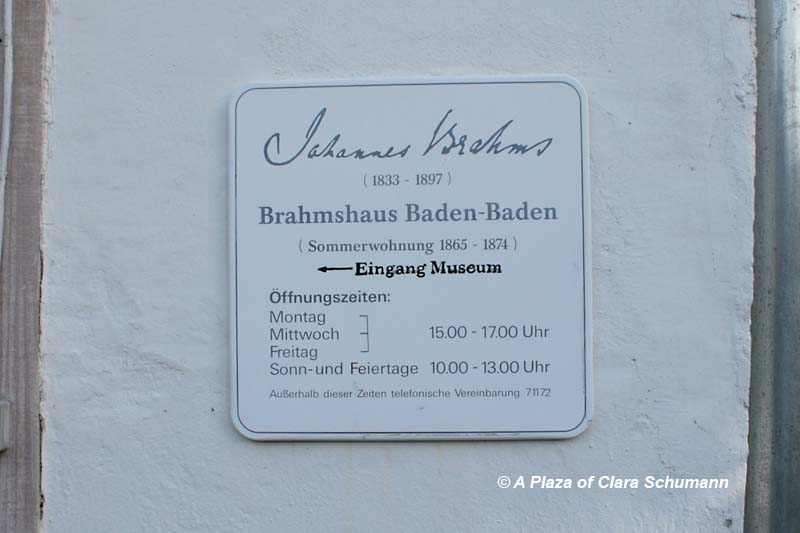 Johannes Brahms
( 1833 - 1897 )
Brahmshaus Baden-Baden
( Sommerwohnung 1865 - 1874 )
←Eingang Museum
Öffnungszeiten:
Montag
Mittwoch 15.00 - 17.00 Uhr
Freitag
Sonn- und Feiertage 10.00 - 13.00 Uhr
Außerhalb dieser Zeiten telefonische Vereinbarung 71172
© A Plaza of Clara Schumann